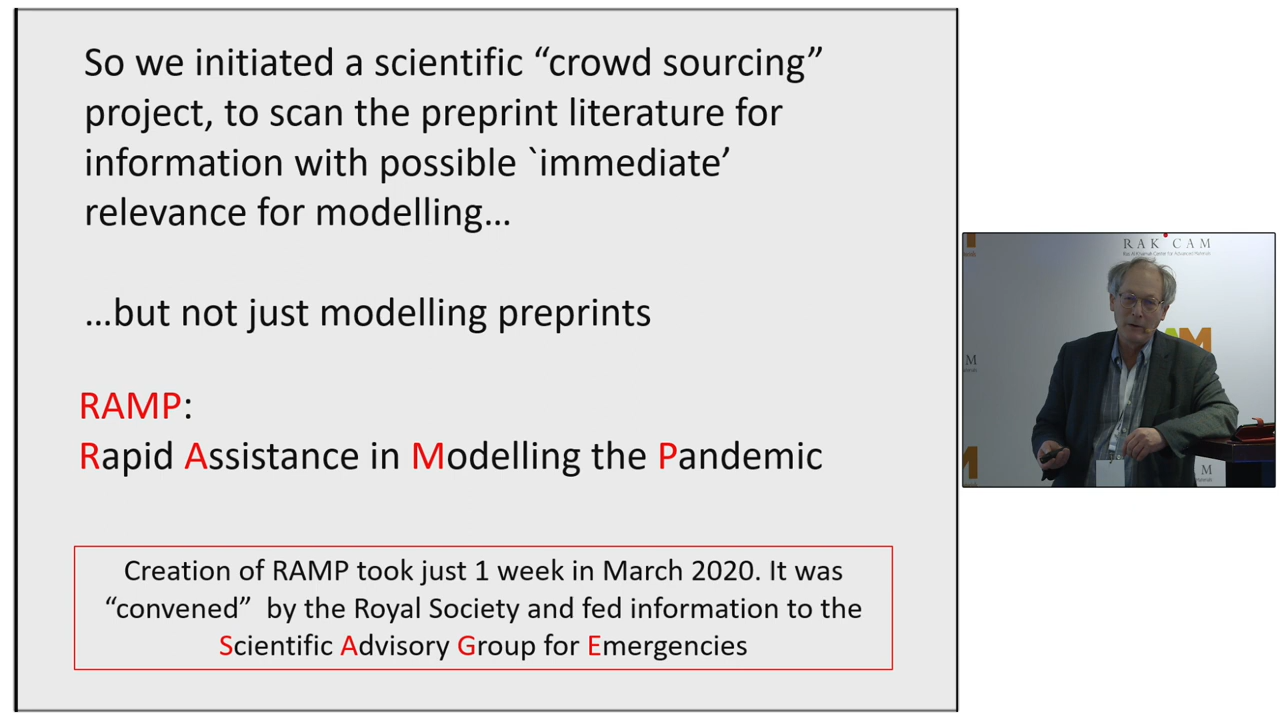 So we initiated a scientific “crowd sourcing”
project, to scan the preprint literature for
information with possible `immediate’
relevance for modelling…
…but not just modelling preprints
RAMP:
Rapid Assistance in Modelling the Pandemic
Creation of RAMP took just 1 week in March 2020. It was
“convened” by the Royal Society and fed information to the
Scientific Advisory Group for Emergencies
RAK CAM